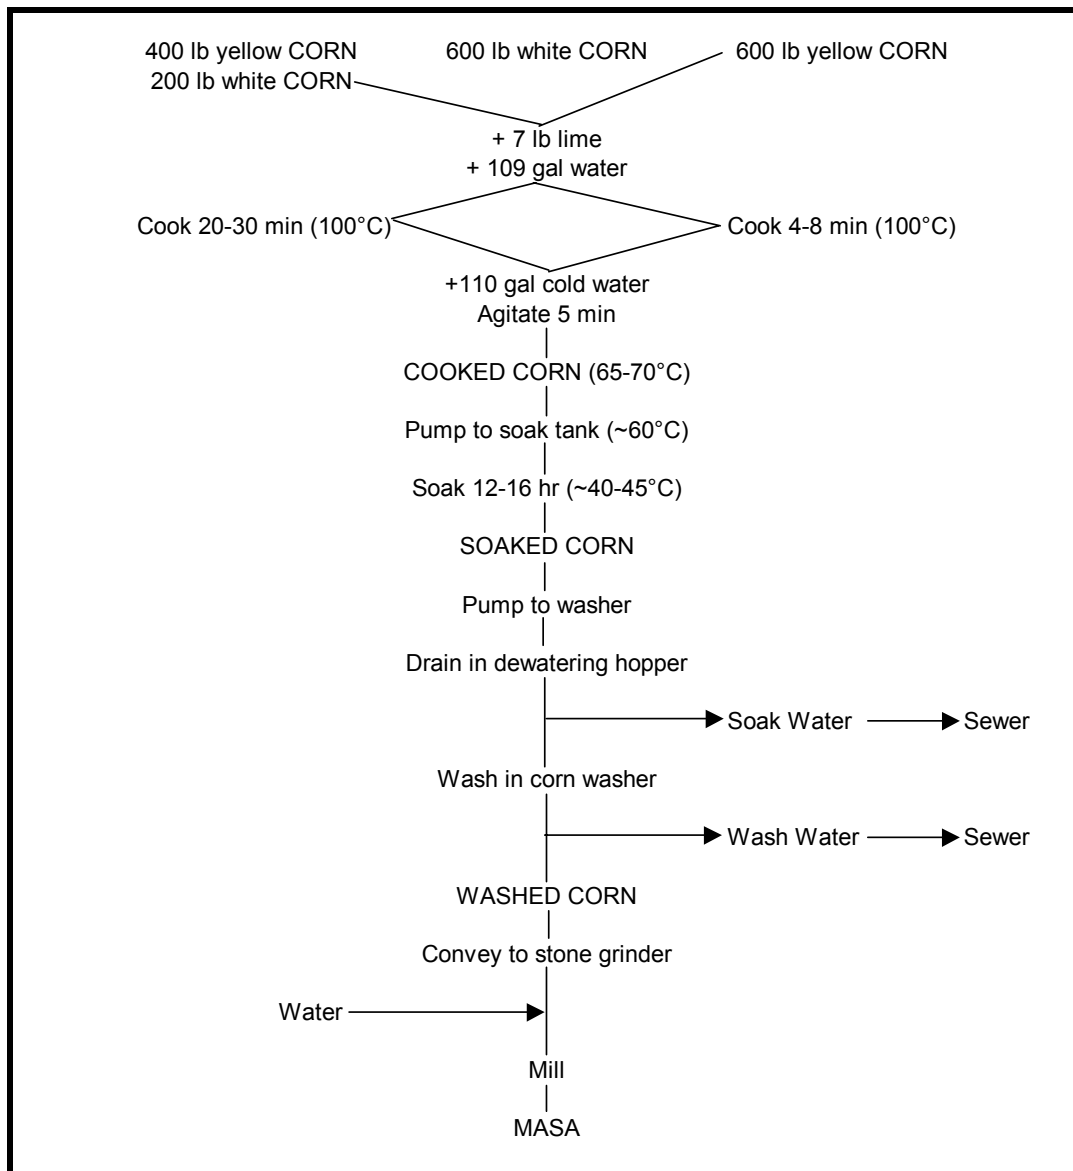 400 lb yellow CORN
200 lb white CORN
600 lb white CORN
600 lb yellow CORN
+ 7 lb lime
+ 109 gal water
Cook 20-30 min (100°C)
Cook 4-8 min (100°C)
+110 gal cold water
Agitate 5 min
COOKED CORN (65-70°C)
Pump to soak tank (~60°C)
Soak 12-16 hr (~40-45°C)
SOAKED CORN
Pump to washer
Drain in dewatering hopper
Soak Water
Sewer
Wash in corn washer
Wash Water
Sewer
WASHED CORN
Convey to stone grinder
Water
Mill
MASA